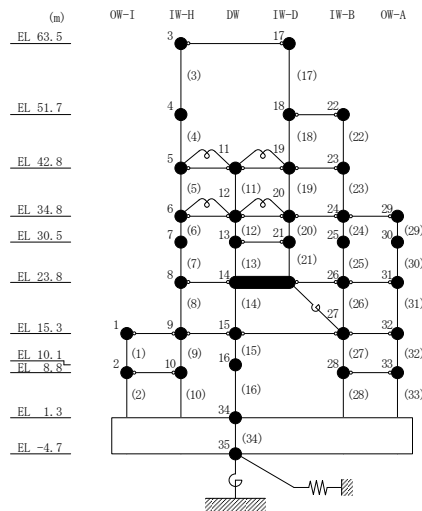 (m) OW-I IW-H DW IW-D IW-B OW-A
EL 63.5 3 17
(3) (17)
EL 51.7 4 18 22
(4) 11 (18) (22)
19
EL 42.8 5 23
(5) (11) (19) (23)
12 20
EL 34.8 6 24 29
(6) (12) (20) (24) (29)
EL 30.5 7 13 21 25 30
(7) (13) (21) (25) (30)
EL 23.8 8 14 26 31
(8) (14) (26) (31)
27
EL 15.3 1 9 15 32
(1) (9) (15) (27) (32)
EL 10.1 16
EL 8.8 2 10 28 33
(2) (10) (16) (28) (33)
EL 1.3 34
(34)
EL -4.7 35